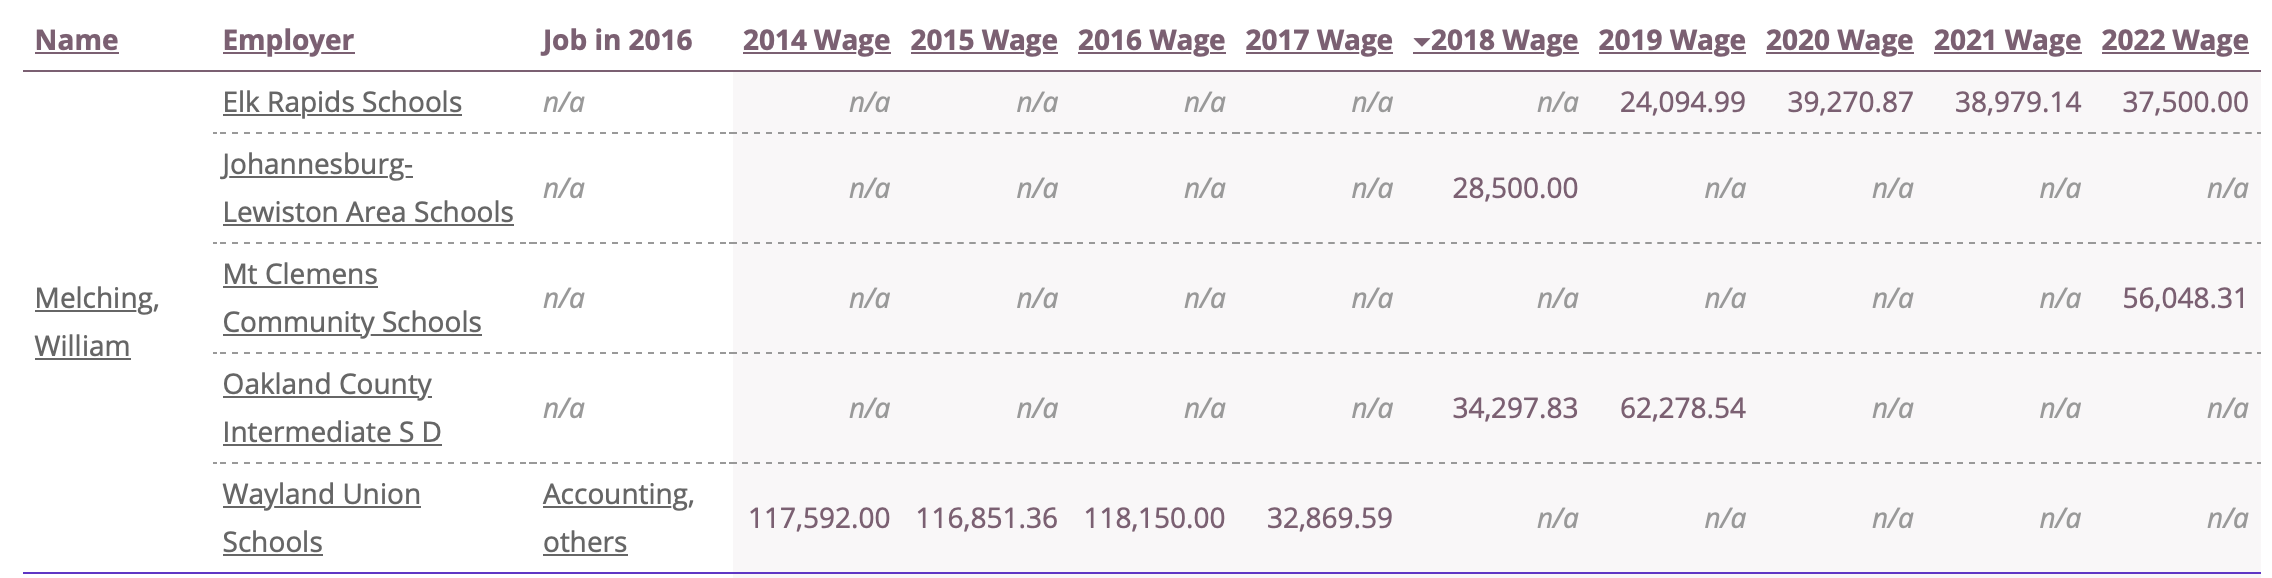 Name Employer Job in 2016 2014 Wage 2015 Wage 2016 Wage 2017 Wage 2018 Wage 2019 Wage 2020 Wage 2021 Wage 2022 Wage
Elk Rapids Schools n/a n/a n/a n/a n/a n/a 24,094.99 39,270.87 38,979.14 37,500.00
Johannesburg-
Lewiston Area Schools
n/a n/a n/a n/a n/a 28,500.00 n/a n/a n/a n/a
Melching,
William
Mt Clemens
Community Schools
n/a n/a n/a n/a n/a n/a n/a n/a n/a 56,048.31
Oakland County
Intermediate S D
n/a n/a n/a n/a n/a 34,297.83 62,278.54 n/a n/a n/a
Wayland Union
Schools
Accounting,
others
117,592.00 116,851.36 118,150.00 32,869.59 n/a n/a n/a n/a n/a